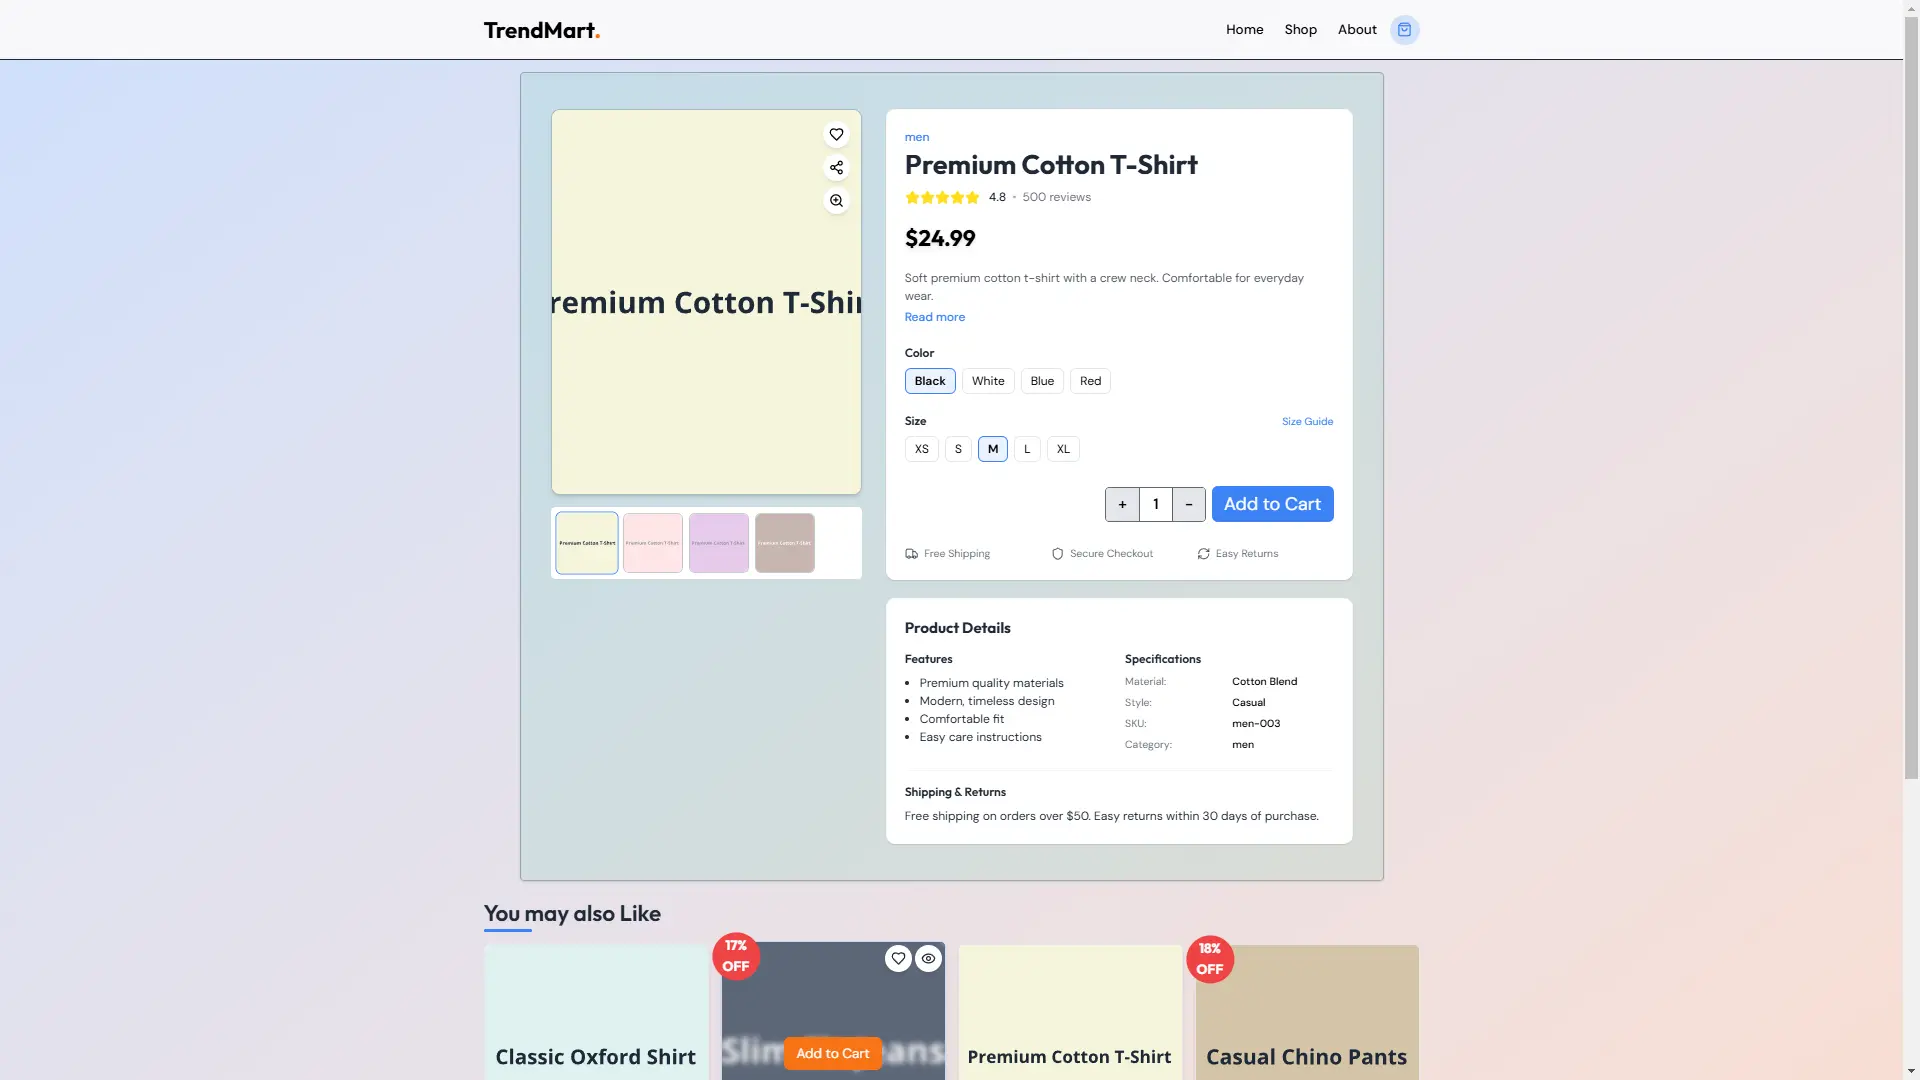 TrendMart.
Home
Shop
About
remium Cotton T-Shir
Premium Cotton T-Shirt
Premium Cotton T-Shirt
Premium Cotton T-Shirt
Premium Cotton T-Shirt
men
Premium Cotton T-Shirt
4.8 • 500 reviews
$24.99
Soft premium cotton t-shirt with a crew neck. Comfortable for everyday
wear.
Read more
Color
Black
White
Blue
Red
Size
Size Guide
XS
S
M
L
XL
+
1
-
Add to Cart
Free Shipping
Secure Checkout
Easy Returns
Product Details
Features
• Premium quality materials
• Modern, timeless design
• Comfortable fit
• Easy care instructions
Specifications
Material: Cotton Blend
Style: Casual
SKU: men-003
Category: men
Shipping & Returns
Free shipping on orders over $50. Easy returns within 30 days of purchase.
You may also Like
Classic Oxford Shirt
17%
OFF
Slim
ans
Add to Cart
Premium Cotton T-Shirt
18%
OFF
Casual Chino Pants